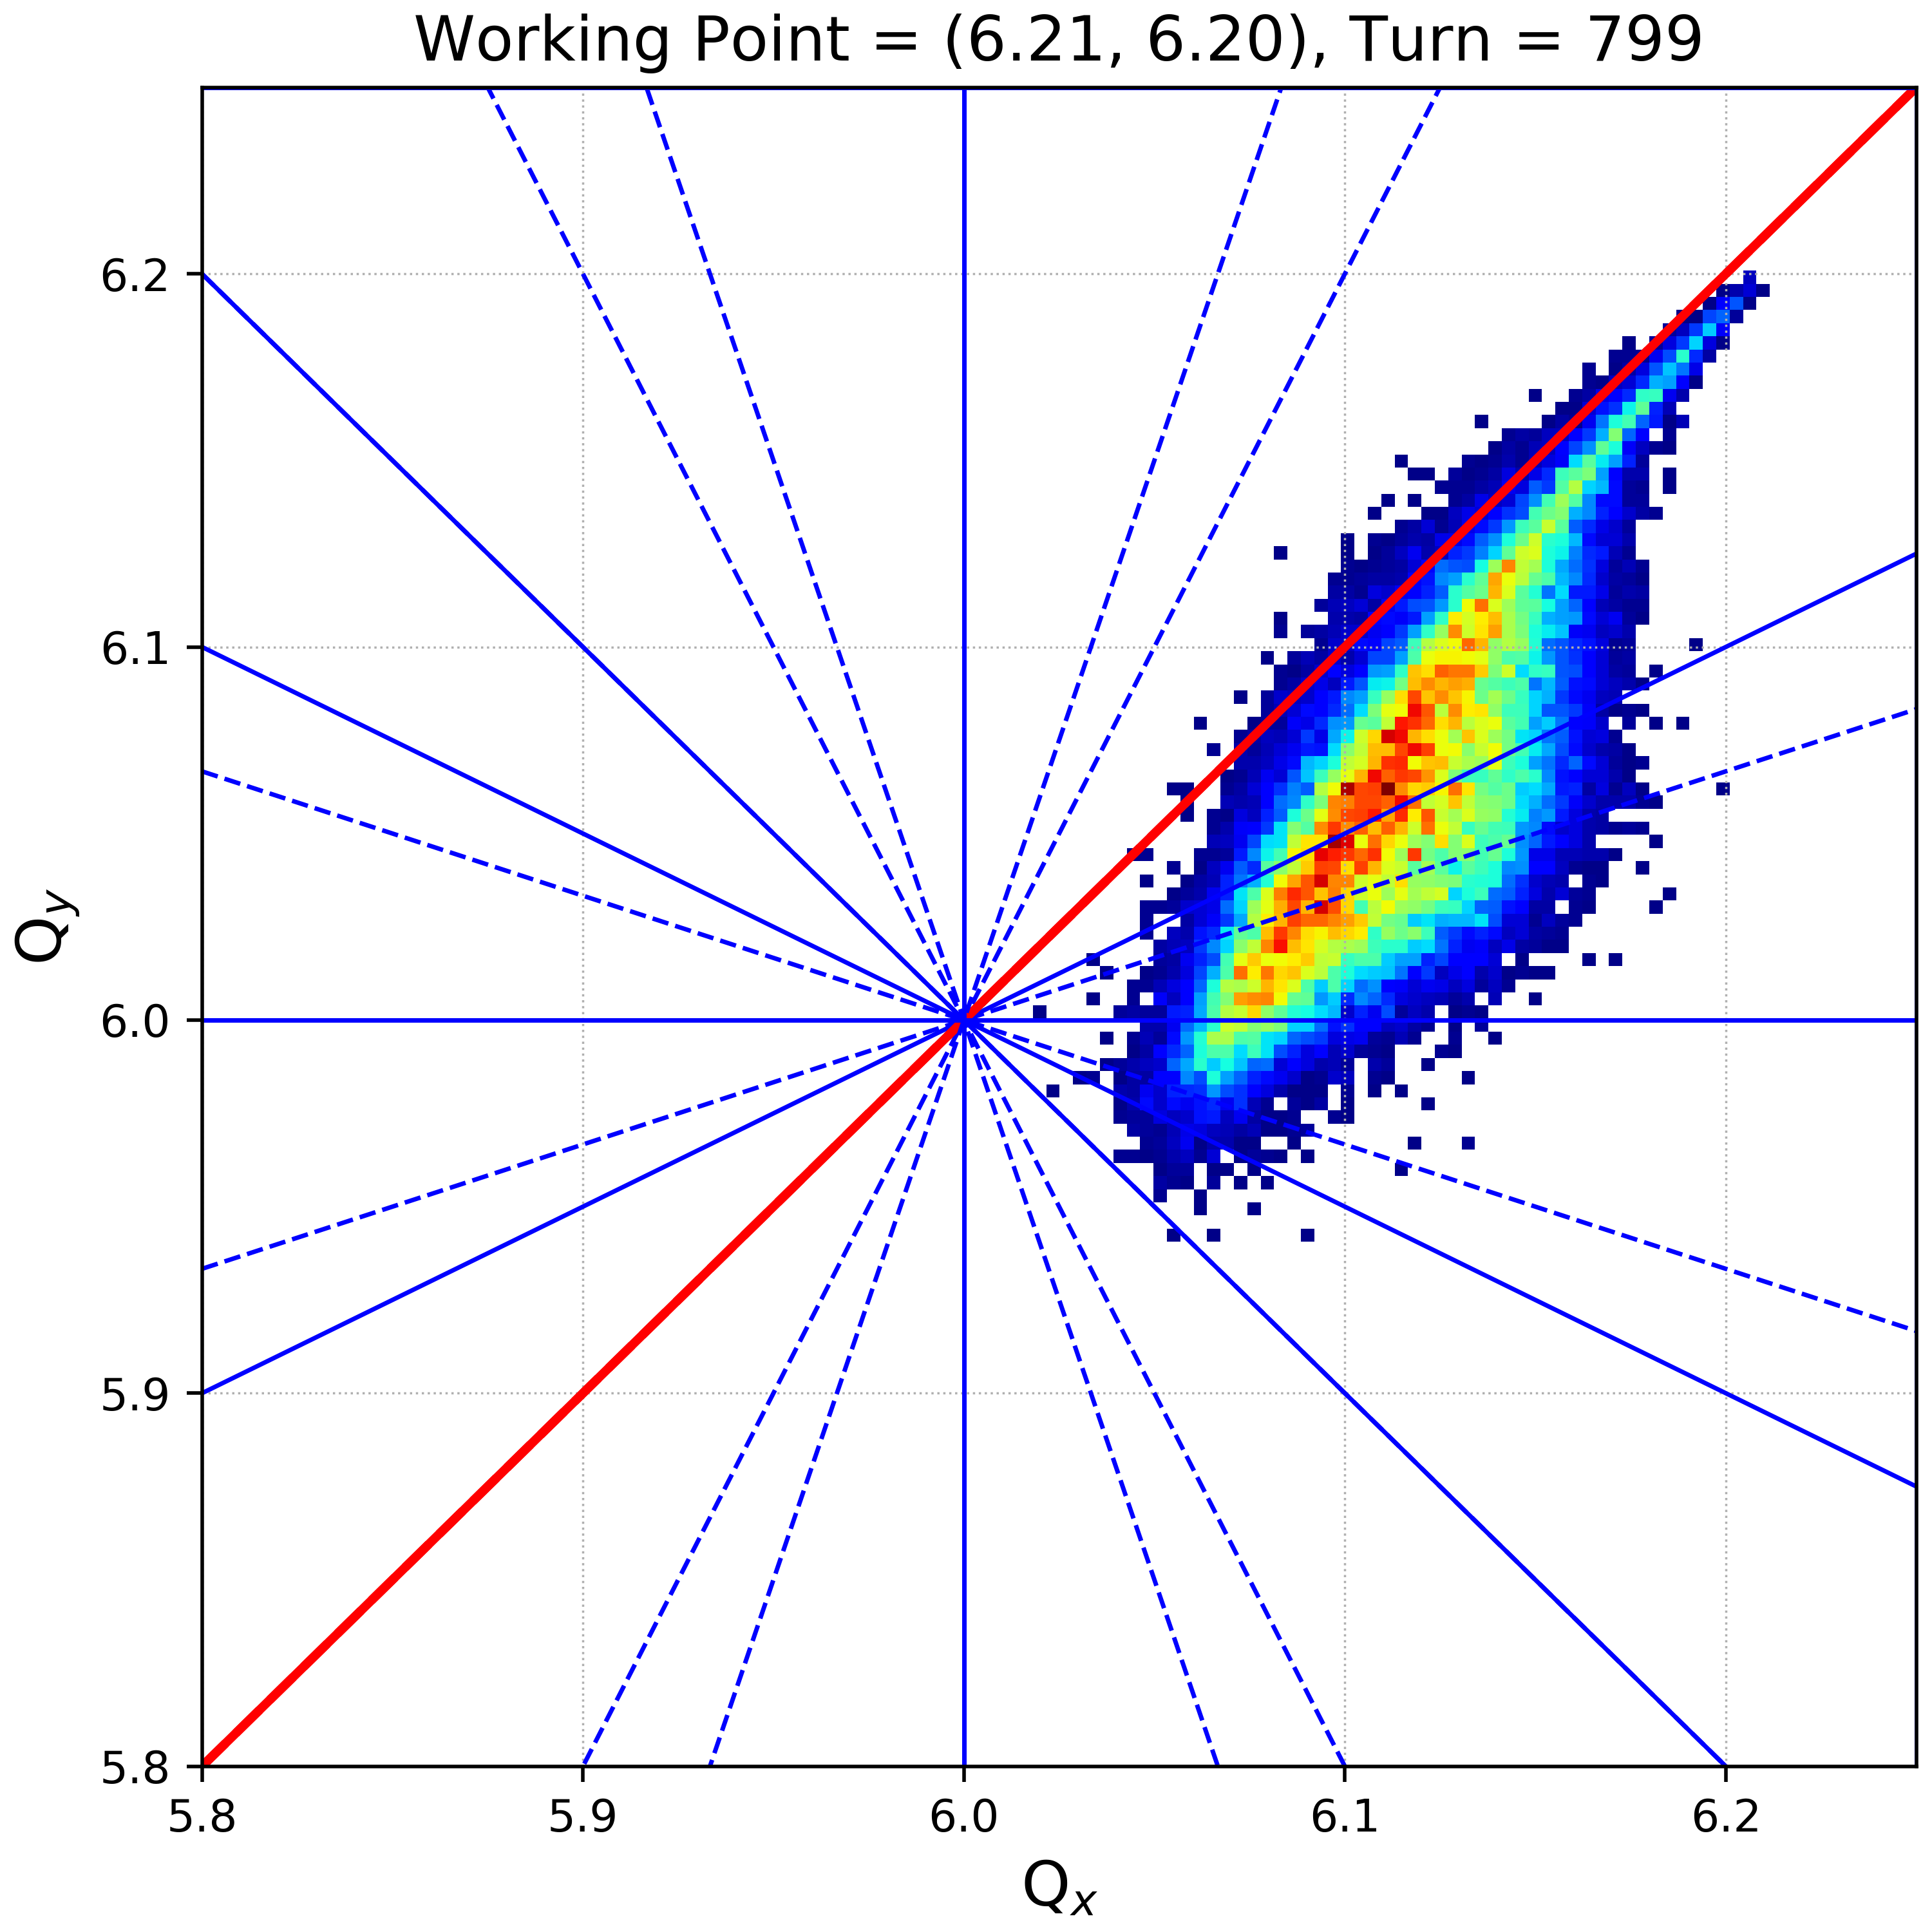 Working Point = (6.21, 6.20), Turn = 799
6.2
6.1
6.0
5.9
5.8
Qy
5.8 5.9 6.0 6.1 6.2
Qx